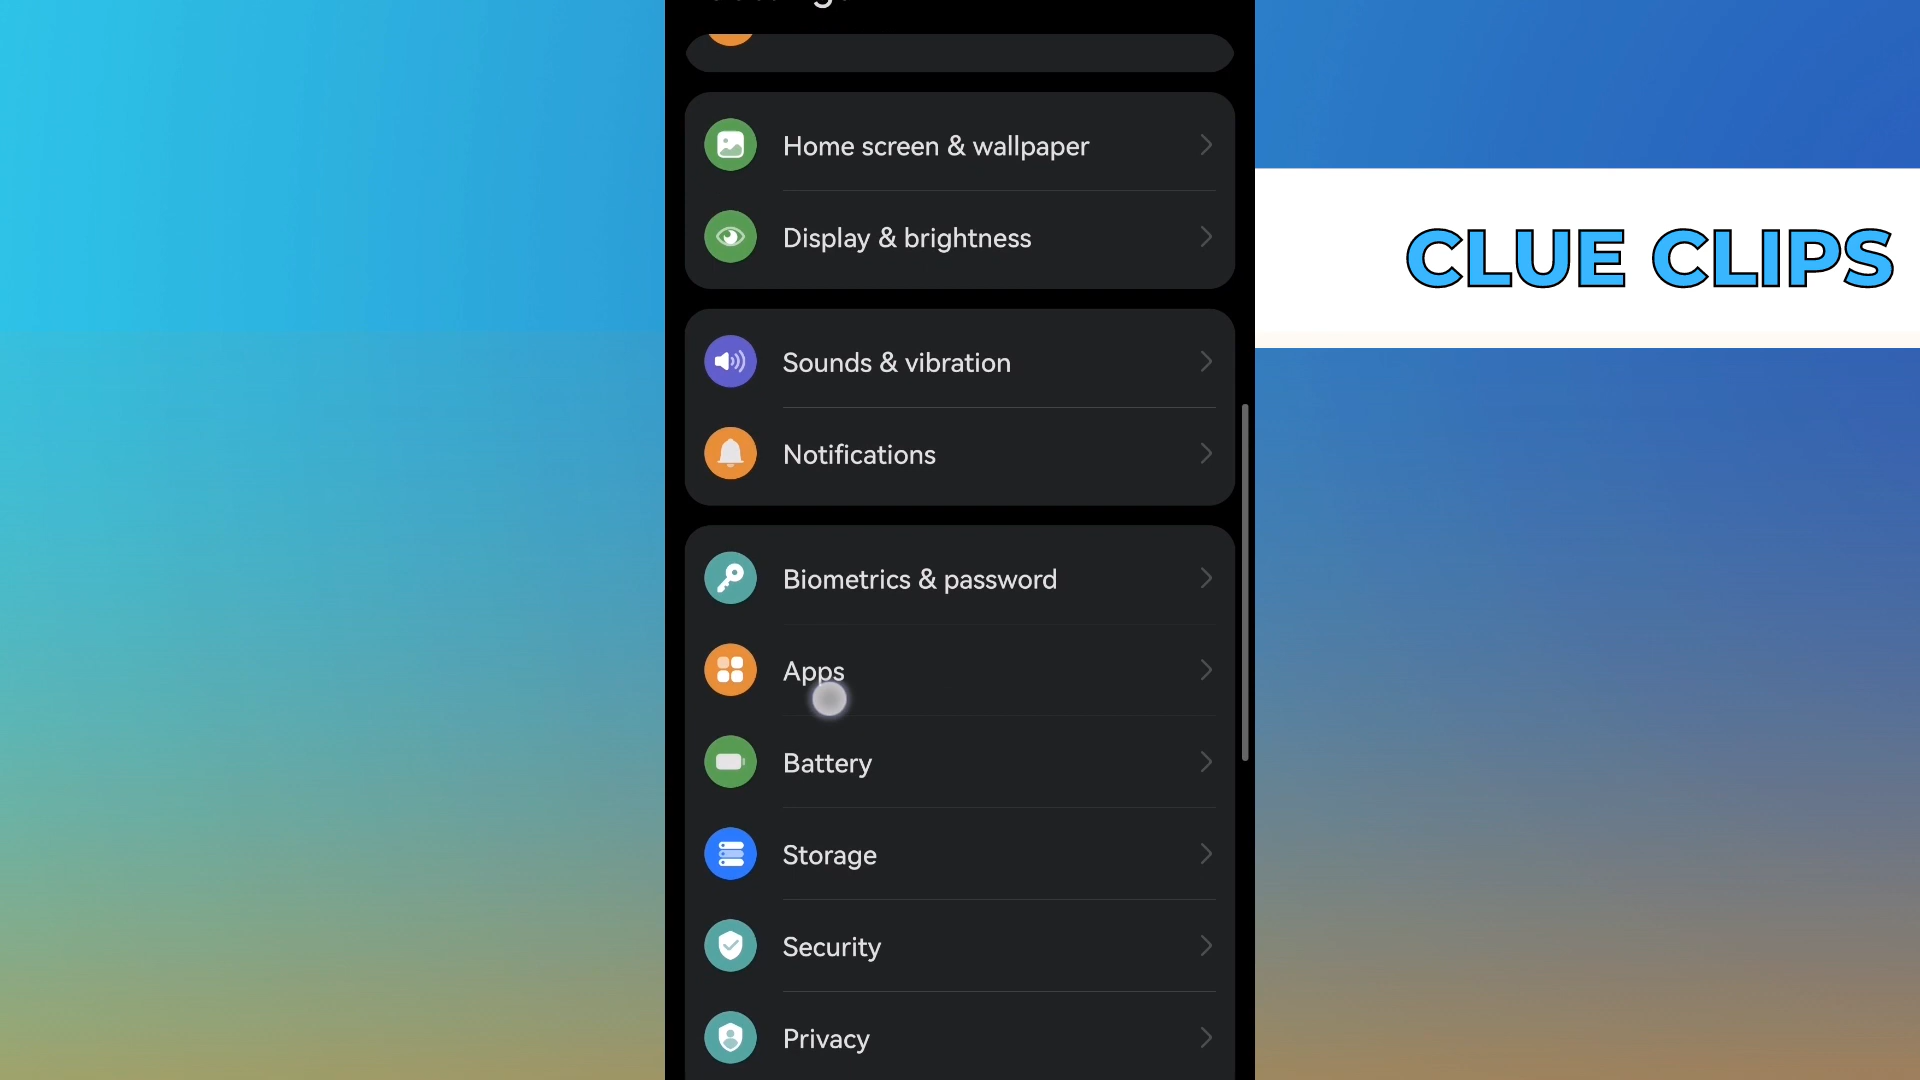 Home screen & wallpaper
Display & brightness
CLUE CLIPS
Sounds & vibration
Notifications
Biometrics & password
Apps
Battery
Storage
Security
Privacy